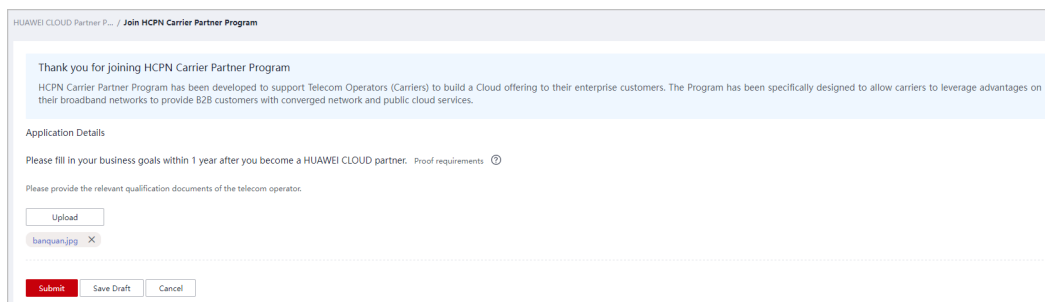 HUAWEI CLOUD Partner P... / Join HCPN Carrier Partner Program
Thank you for joining HCPN Carrier Partner Program
HCPN Carrier Partner Program has been developed to support Telecom Operators (Carriers) to build a Cloud offering to their enterprise customers. The Program has been specifically designed to allow carriers to leverage advantages on
their broadband networks to provide B2B customers with converged network and public cloud services.
Application Details
Please fill in your business goals within 1 year after you become a HUAWEI CLOUD partner. Proof requirements ?
Please provide the relevant qualification documents of the telecom operator.
Upload
banquan.jpg X
Submit Save Draft Cancel